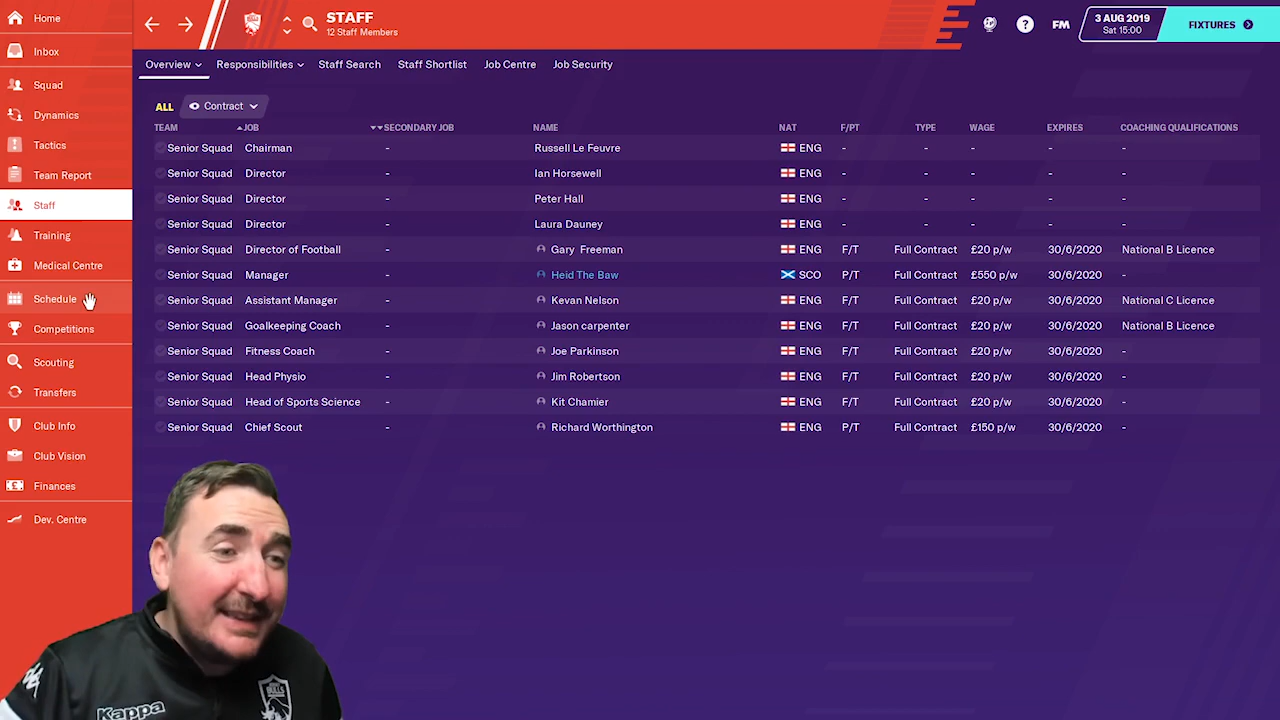 Home
Inbox
Squad
Dynamics
Tactics
Team Report
Staff
Training
Medical Centre
Schedule
Competitions
Scouting
Transfers
Club Info
Club Vision
Finances
Dev. Centre
STAFF
12 Staff Members
? FM 3 AUG 2019
Sat 15:00
FIXTURES
Overview Responsibilities Staff Search Staff Shortlist Job Centre Job Security
ALL Contract
TEAM JOB SECONDARY JOB NAME NAT F/PT TYPE WAGE EXPIRES COACHING QUALIFICATIONS
Senior Squad Chairman - Russell Le Feuvre ENG - - - - -
Senior Squad Director - Ian Horsewell ENG - - - - -
Senior Squad Director - Peter Hall ENG - - - - -
Senior Squad Director - Laura Dauney ENG - - - - -
Senior Squad Director of Football - Gary Freeman ENG F/T Full Contract £20 p/w 30/6/2020 National B Licence
Senior Squad Manager - Heid The Baw SCO P/T Full Contract £550 p/w 30/6/2020 -
Senior Squad Assistant Manager - Kevan Nelson ENG F/T Full Contract £20 p/w 30/6/2020 National C Licence
Senior Squad Goalkeeping Coach - Jason carpenter ENG F/T Full Contract £20 p/w 30/6/2020 National B Licence
Senior Squad Fitness Coach - Joe Parkinson ENG F/T Full Contract £20 p/w 30/6/2020 -
Senior Squad Head Physio - Jim Robertson ENG F/T Full Contract £20 p/w 30/6/2020 -
Senior Squad Head of Sports Science - Kit Chamier ENG F/T Full Contract £20 p/w 30/6/2020 -
Senior Squad Chief Scout - Richard Worthington ENG P/T Full Contract £150 p/w 30/6/2020 -
Kappa
BULLS